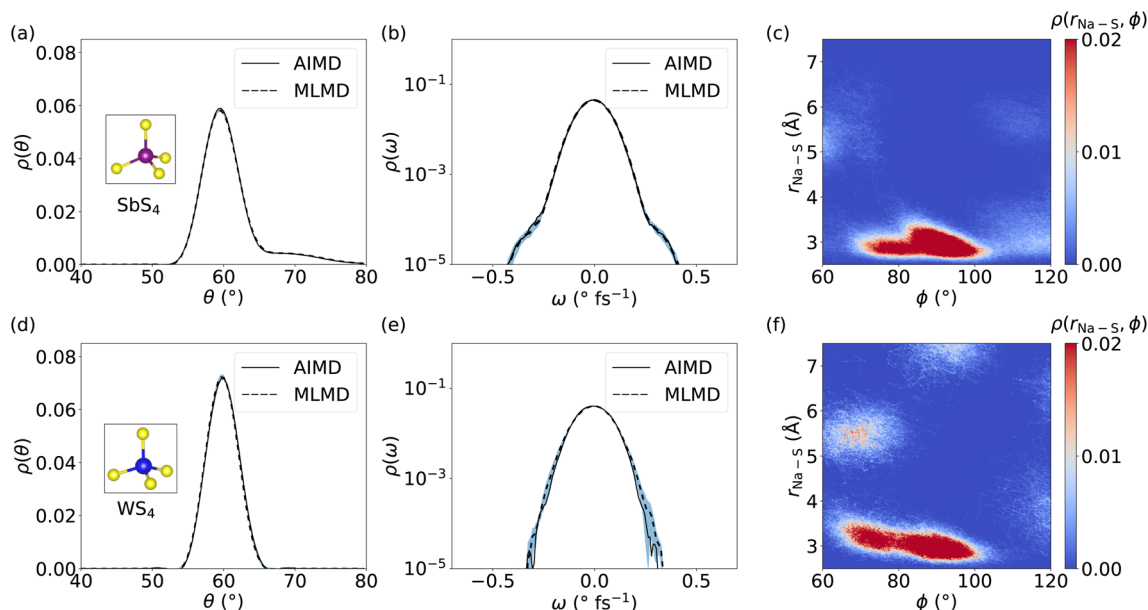 (a)
0.08
0.06
0.04
0.02
0.00
ρ(θ)
AIMD
MLMD
SbS₄
40 50 60 70 80
θ (°)
(b)
10⁻¹
10⁻³
10⁻⁵
ρ(ω)
AIMD
MLMD
−0.5 0.0 0.5
ω (° fs⁻¹)
(c)
7
6
5
4
3
r_Na−S (Å)
60 80 100 120
ϕ (°)
ρ(r_Na−S, ϕ)
0.02
0.01
0.00
(d)
0.08
0.06
0.04
0.02
0.00
ρ(θ)
AIMD
MLMD
WS₄
40 50 60 70 80
θ (°)
(e)
10⁻¹
10⁻³
10⁻⁵
ρ(ω)
AIMD
MLMD
−0.5 0.0 0.5
ω (° fs⁻¹)
(f)
7
6
5
4
3
r_Na−S (Å)
60 80 100 120
ϕ (°)
ρ(r_Na−S, ϕ)
0.02
0.01
0.00